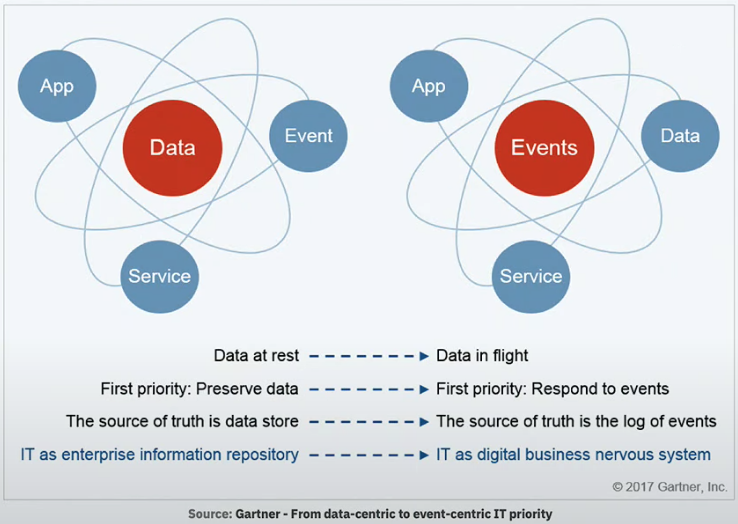 App
Data
Event
Service
App
Events
Data
Service
Data at rest Data in flight
First priority: Preserve data First priority: Respond to events
The source of truth is data store The source of truth is the log of events
IT as enterprise information repository IT as digital business nervous system
© 2017 Gartner, Inc.
Source: Gartner - From data-centric to event-centric IT priority